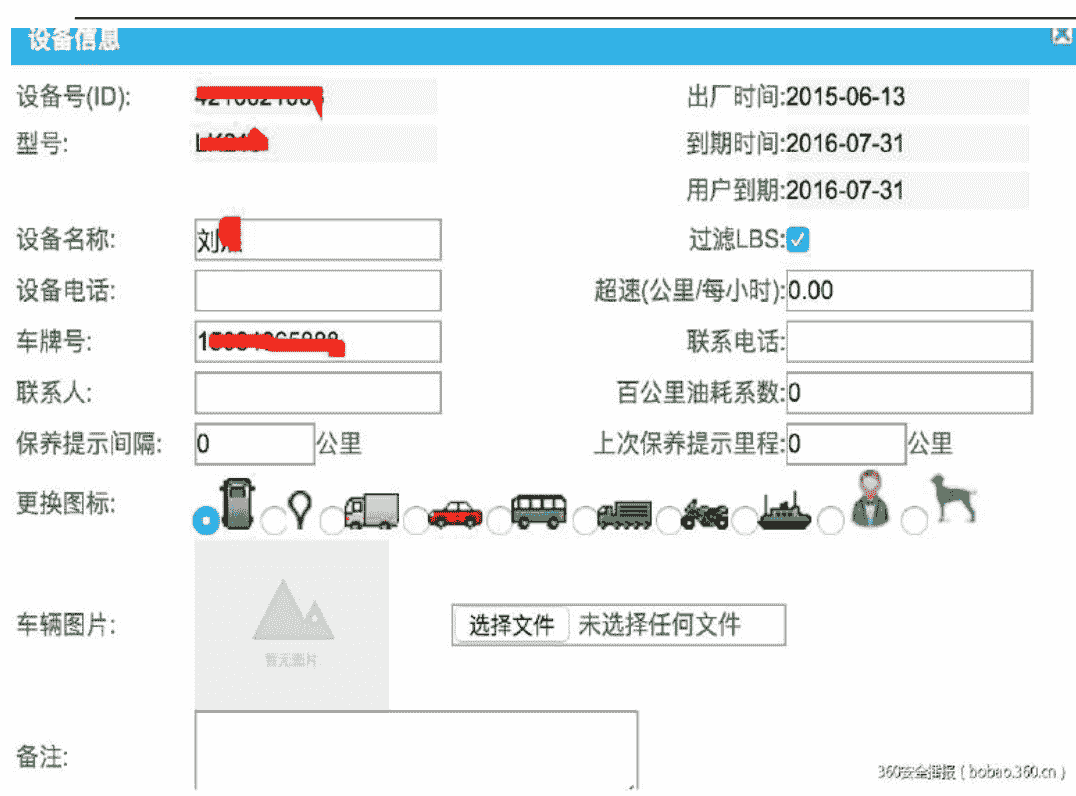 设备信息
设备号(ID):
出厂时间:2015-06-13
型号:
到期时间:2016-07-31
用户到期:2016-07-31
设备名称: 刘
过滤LBS:
设备电话:
超速(公里/每小时):0.00
车牌号:
联系电话:
联系人:
百公里油耗系数:0
保养提示间隔: 0 公里
上次保养提示里程:0 公里
更换图标:
车辆图片:
暂无图片
选择文件 未选择任何文件
备注:
360安全播报（bobao.360.cn）